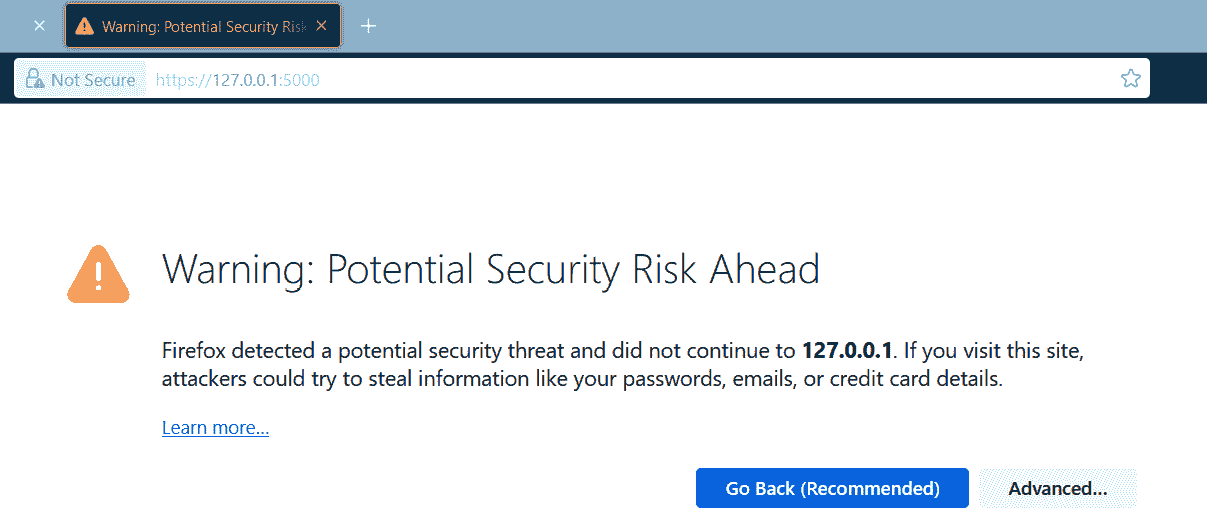 Warning: Potential Security Ris
Not Secure https://127.0.0.1:5000
Warning: Potential Security Risk Ahead
Firefox detected a potential security threat and did not continue to 127.0.0.1. If you visit this site,
attackers could try to steal information like your passwords, emails, or credit card details.
Learn more...
Go Back (Recommended) Advanced...